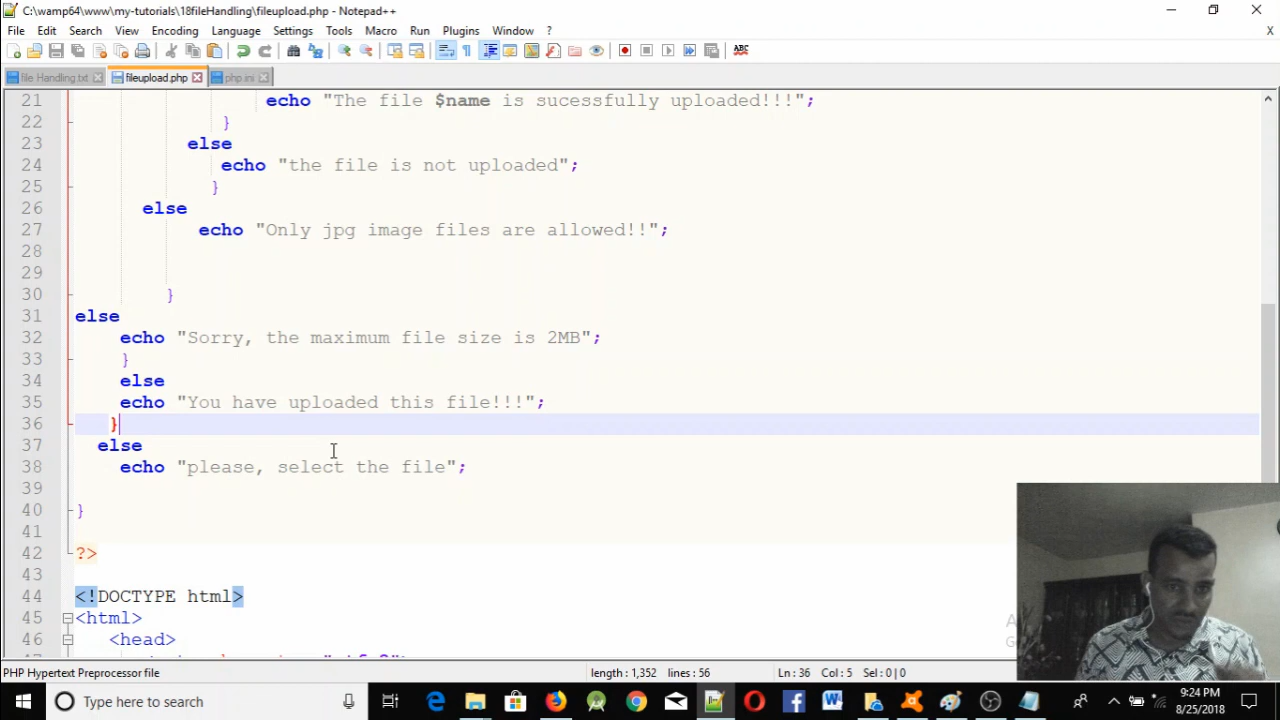 C:\wamp64\www\my-tutorials\18fileHandling\fileupload.php - Notepad++
File Edit Search View Encoding Language Settings Tools Macro Run Plugins Window ? X
file Handling.txt fileupload.php php.ini
21 echo "The file $name is sucessfully uploaded!!!";
22 }
23 else
24 echo "the file is not uploaded";
25 }
26 else
27 echo "Only jpg image files are allowed!!";
28
29
30 }
31 else
32 echo "Sorry, the maximum file size is 2MB";
33 }
34 else
35 echo "You have uploaded this file!!!";
36 }
37 else
38 echo "please, select the file";
39
40 }
41
42 ?>
43
44 <!DOCTYPE html>
45 <html>
46 <head>
PHP Hypertext Preprocessor file length : 1,352 lines : 56 Ln : 36 Col : 5 Sel : 0 | 0
Type here to search
9:24 PM
8/25/2018